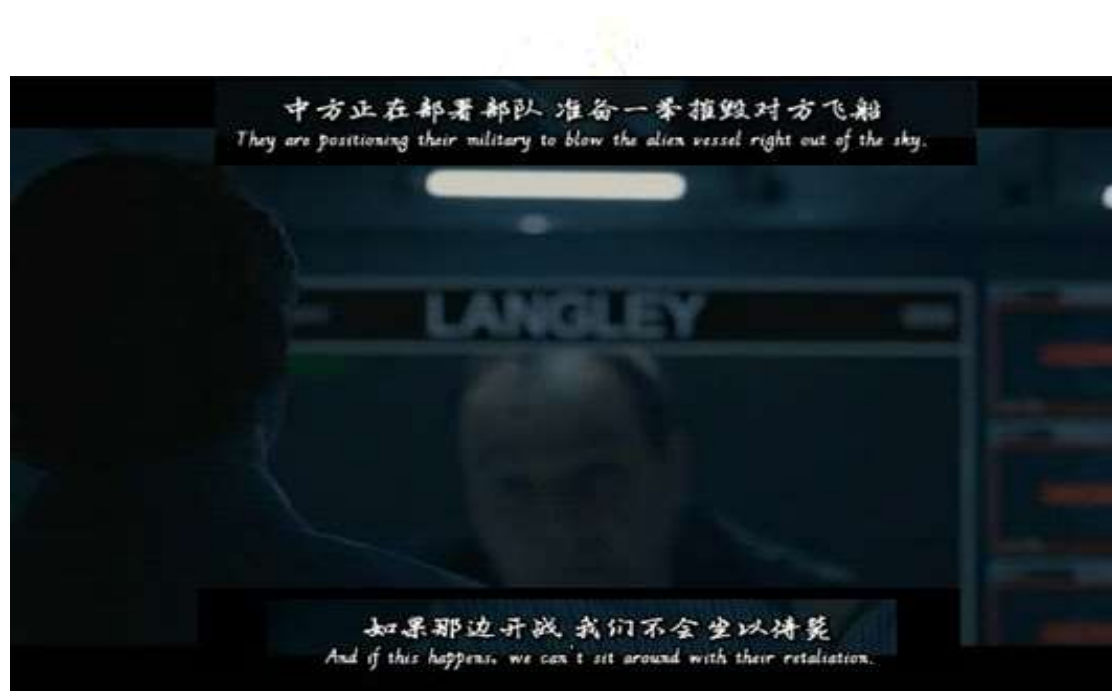 中方正在部署部队 准备一举摧毁对方飞船
They are positioning their military to blow the alien vessel right out of the sky.
LANGLEY
如果那边开战 我们不会坐以待毙
And if this happens, we can't sit around with their retaliation.